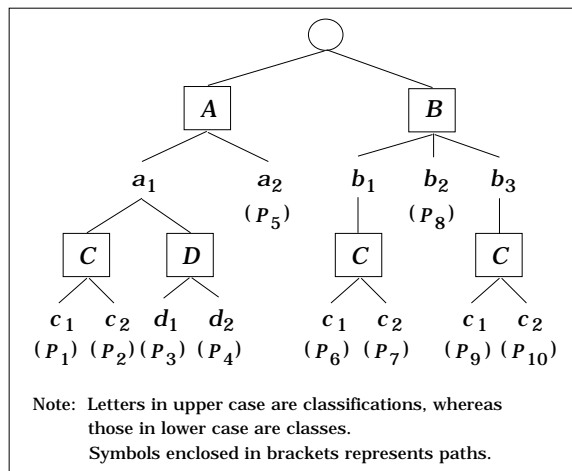 A B
a1 a2 b1 b2 b3
(P5) (P8)
C D C C
c1 c2 d1 d2 c1 c2 c1 c2
(P1) (P2) (P3) (P4) (P6) (P7) (P9) (P10)
Note: Letters in upper case are classifications, whereas
those in lower case are classes.
Symbols enclosed in brackets represents paths.